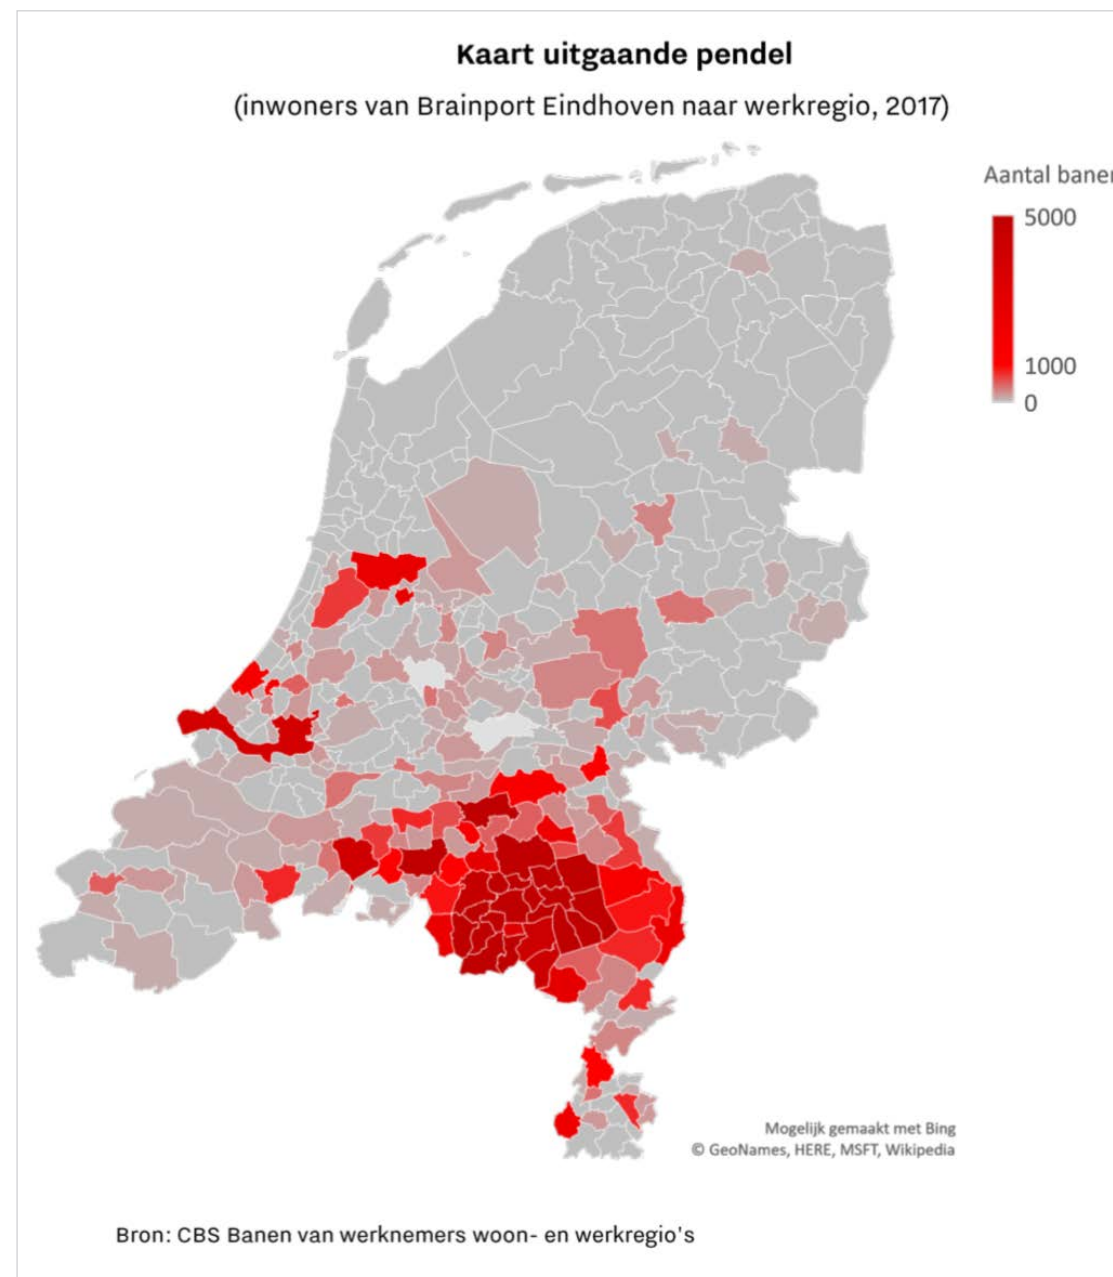 Kaart uitgaande pendel
(inwoners van Brainport Eindhoven naar werkregio, 2017)
Aantal banen
5000
1000
0
Mogelijk gemaakt met Bing
© GeoNames, HERE, MSFT, Wikipedia
Bron: CBS Banen van werknemers woon- en werkregio's